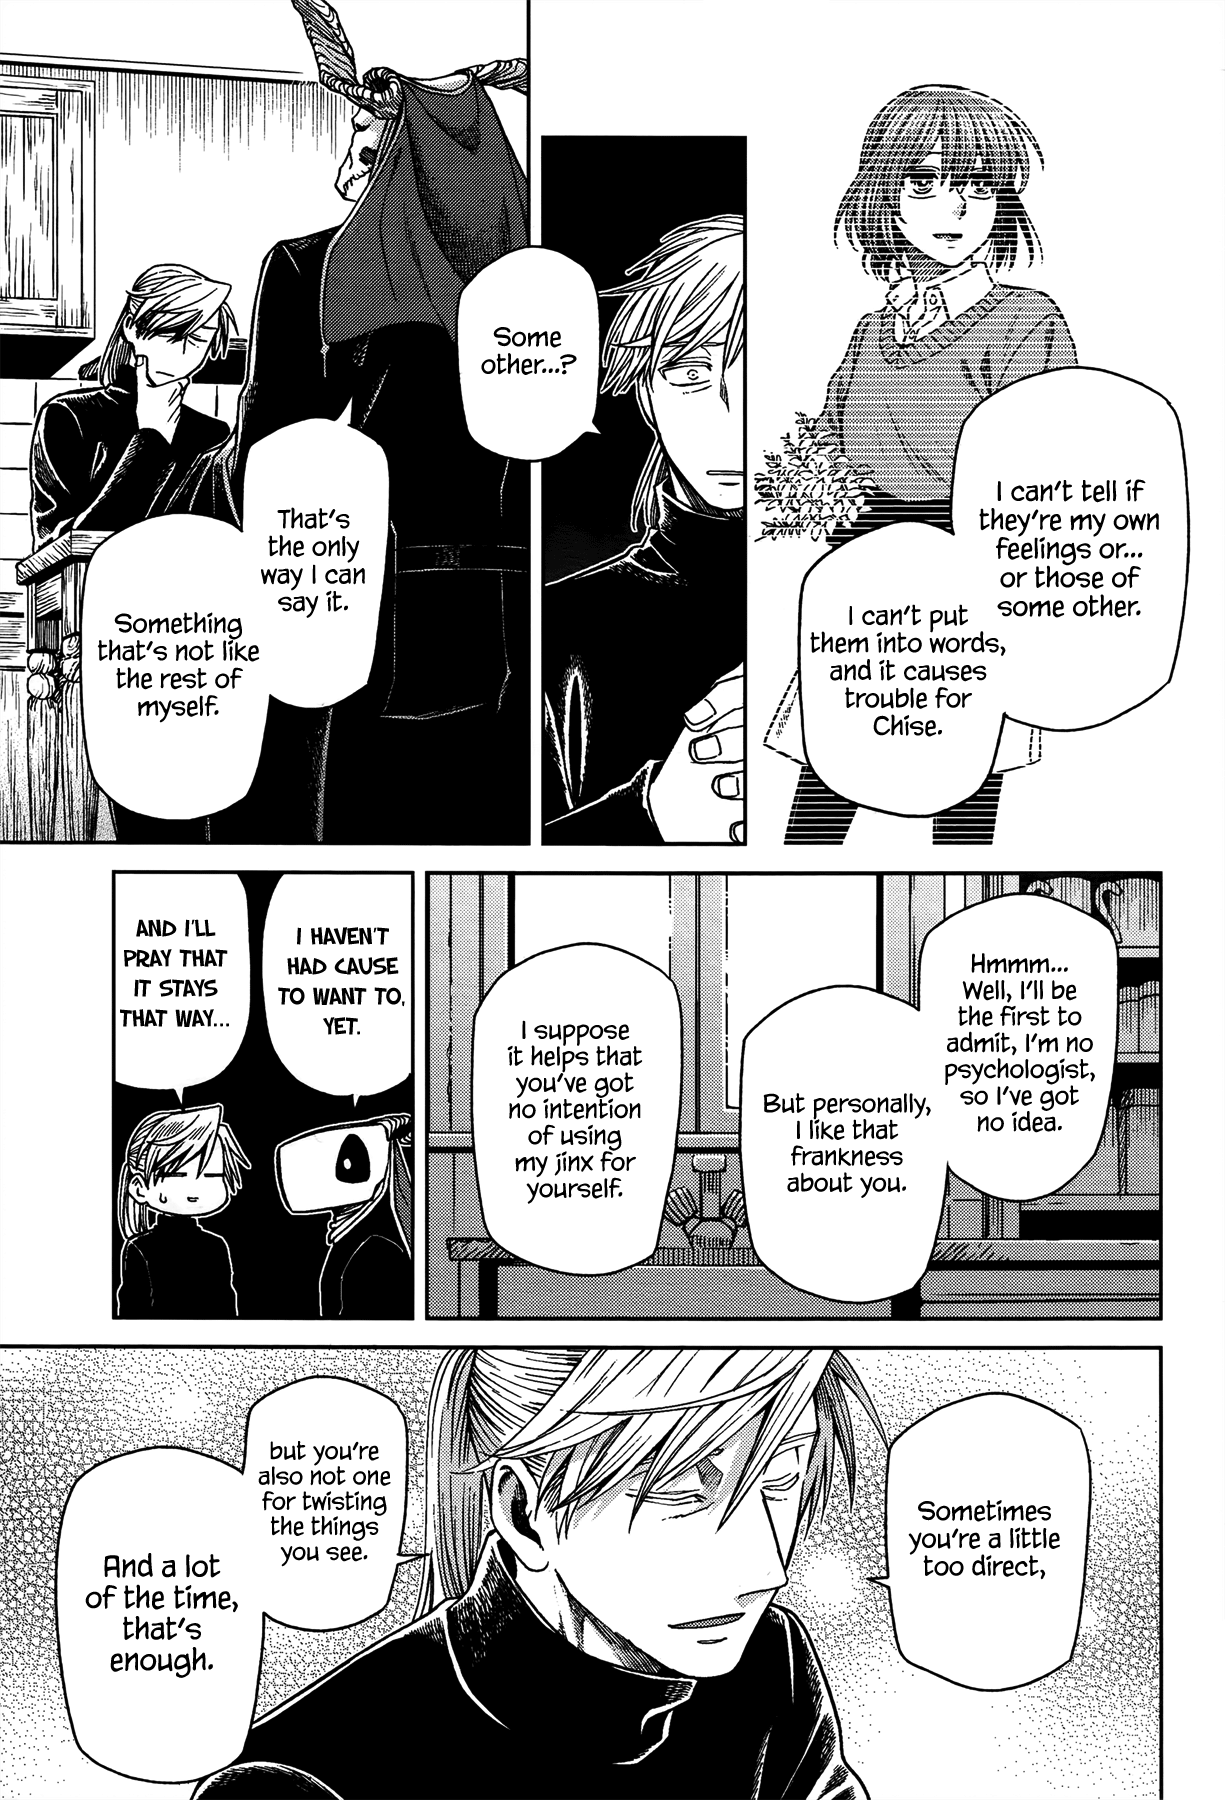 I can't tell if
they're my own
feelings or...
or those of
some other.
I can't put
them into words,
and it causes
trouble for
Chise.
Some
other...?
That's
the only
way I can
say it.
Something
that's not like
the rest of
myself.
Hmmm...
Well, I'll be
the first to
admit, I'm no
psychologist,
so I've got
no idea.
But personally,
I like that
frankness
about you.
I suppose
it helps that
you've got
no intention
of using
my jinx for
yourself.
I HAVEN'T
HAD CAUSE
TO WANT TO,
YET.
AND I'LL
PRAY THAT
IT STAYS
THAT WAY...
Sometimes
you're a little
too direct,
but you're
also not one
for twisting
the things
you see.
And a lot
of the time,
that's
enough.